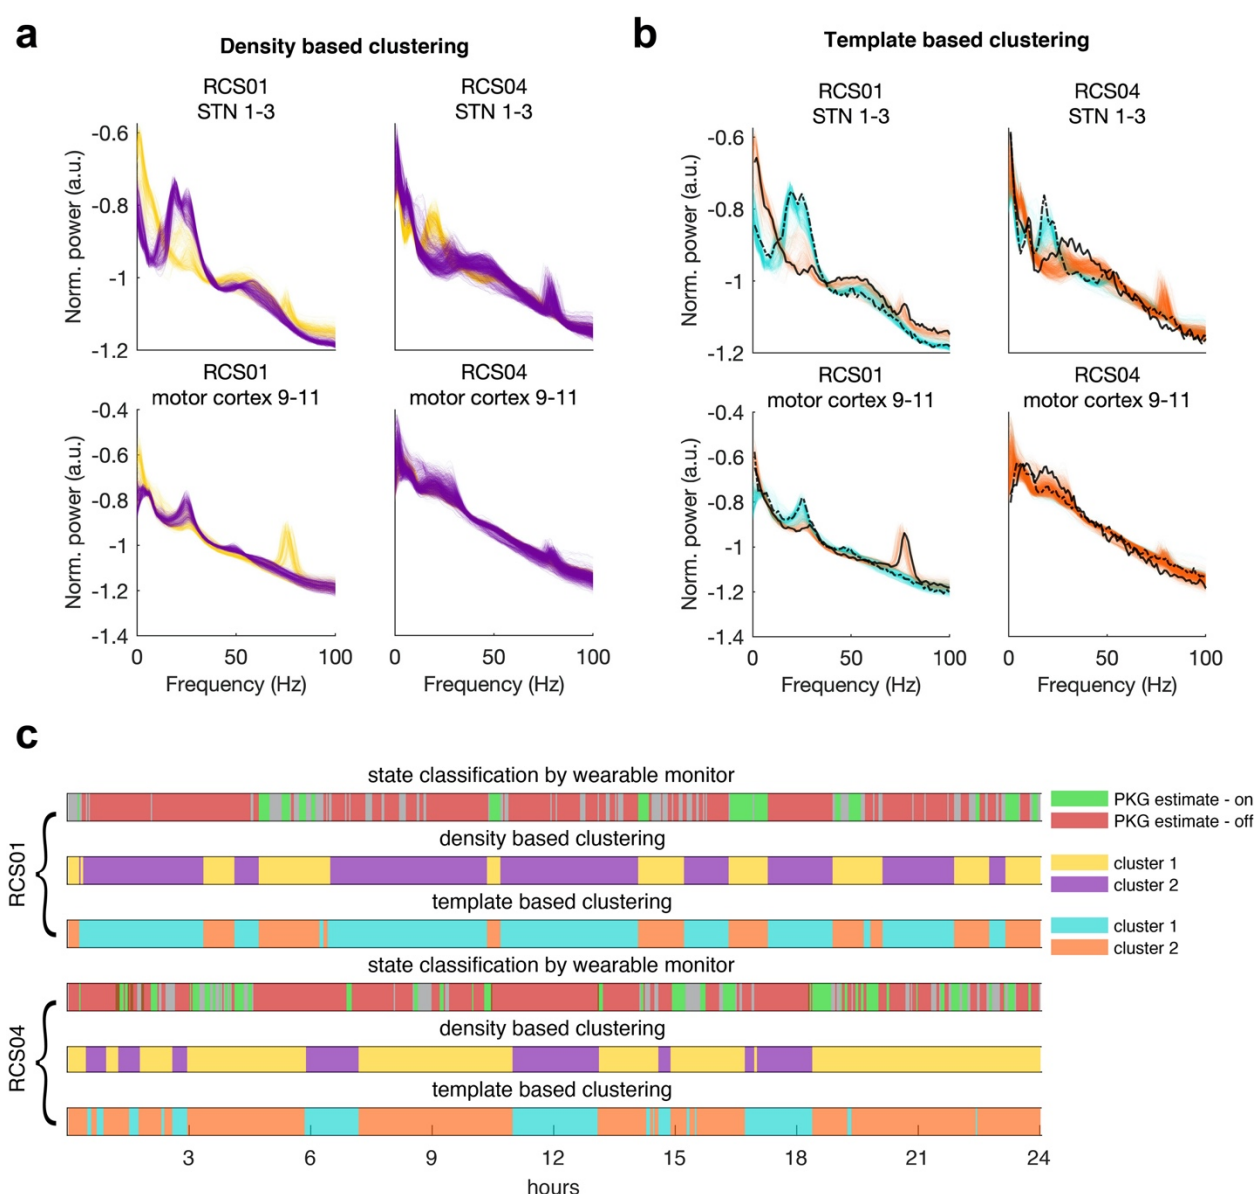 a
Density based clustering
RCS01
STN 1-3
RCS04
STN 1-3
Norm. power (a.u.)
-0.6
-0.8
-1
-1.2
RCS01
motor cortex 9-11
RCS04
motor cortex 9-11
Norm. power (a.u.)
-0.4
-0.6
-0.8
-1
-1.2
-1.4
0 50 100
0 50 100
Frequency (Hz)
Frequency (Hz)
b
Template based clustering
RCS01
STN 1-3
RCS04
STN 1-3
Norm. power (a.u.)
-0.6
-0.8
-1
-1.2
RCS01
motor cortex 9-11
RCS04
motor cortex 9-11
Norm. power (a.u.)
-0.4
-0.6
-0.8
-1
-1.2
-1.4
0 50 100
0 50 100
Frequency (Hz)
Frequency (Hz)
c
RCS01
state classification by wearable monitor
PKG estimate - on
PKG estimate - off
density based clustering
cluster 1
cluster 2
template based clustering
cluster 1
cluster 2
RCS04
state classification by wearable monitor
density based clustering
template based clustering
3 6 9 12 15 18 21 24
hours